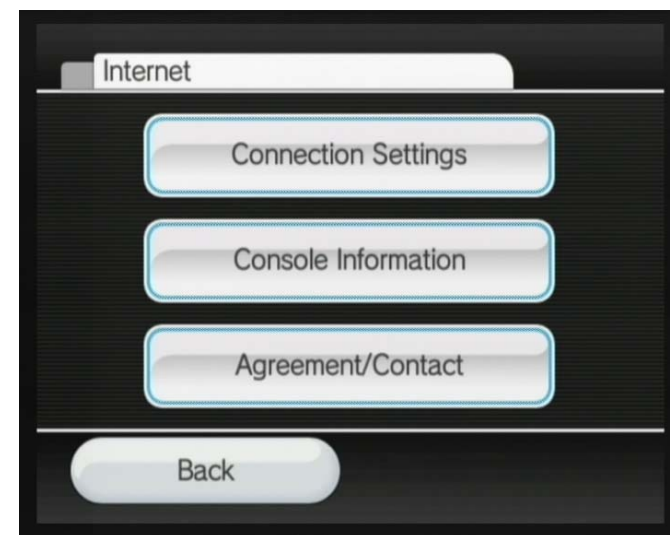 Internet
Connection Settings
Console Information
Agreement/Contact
Back